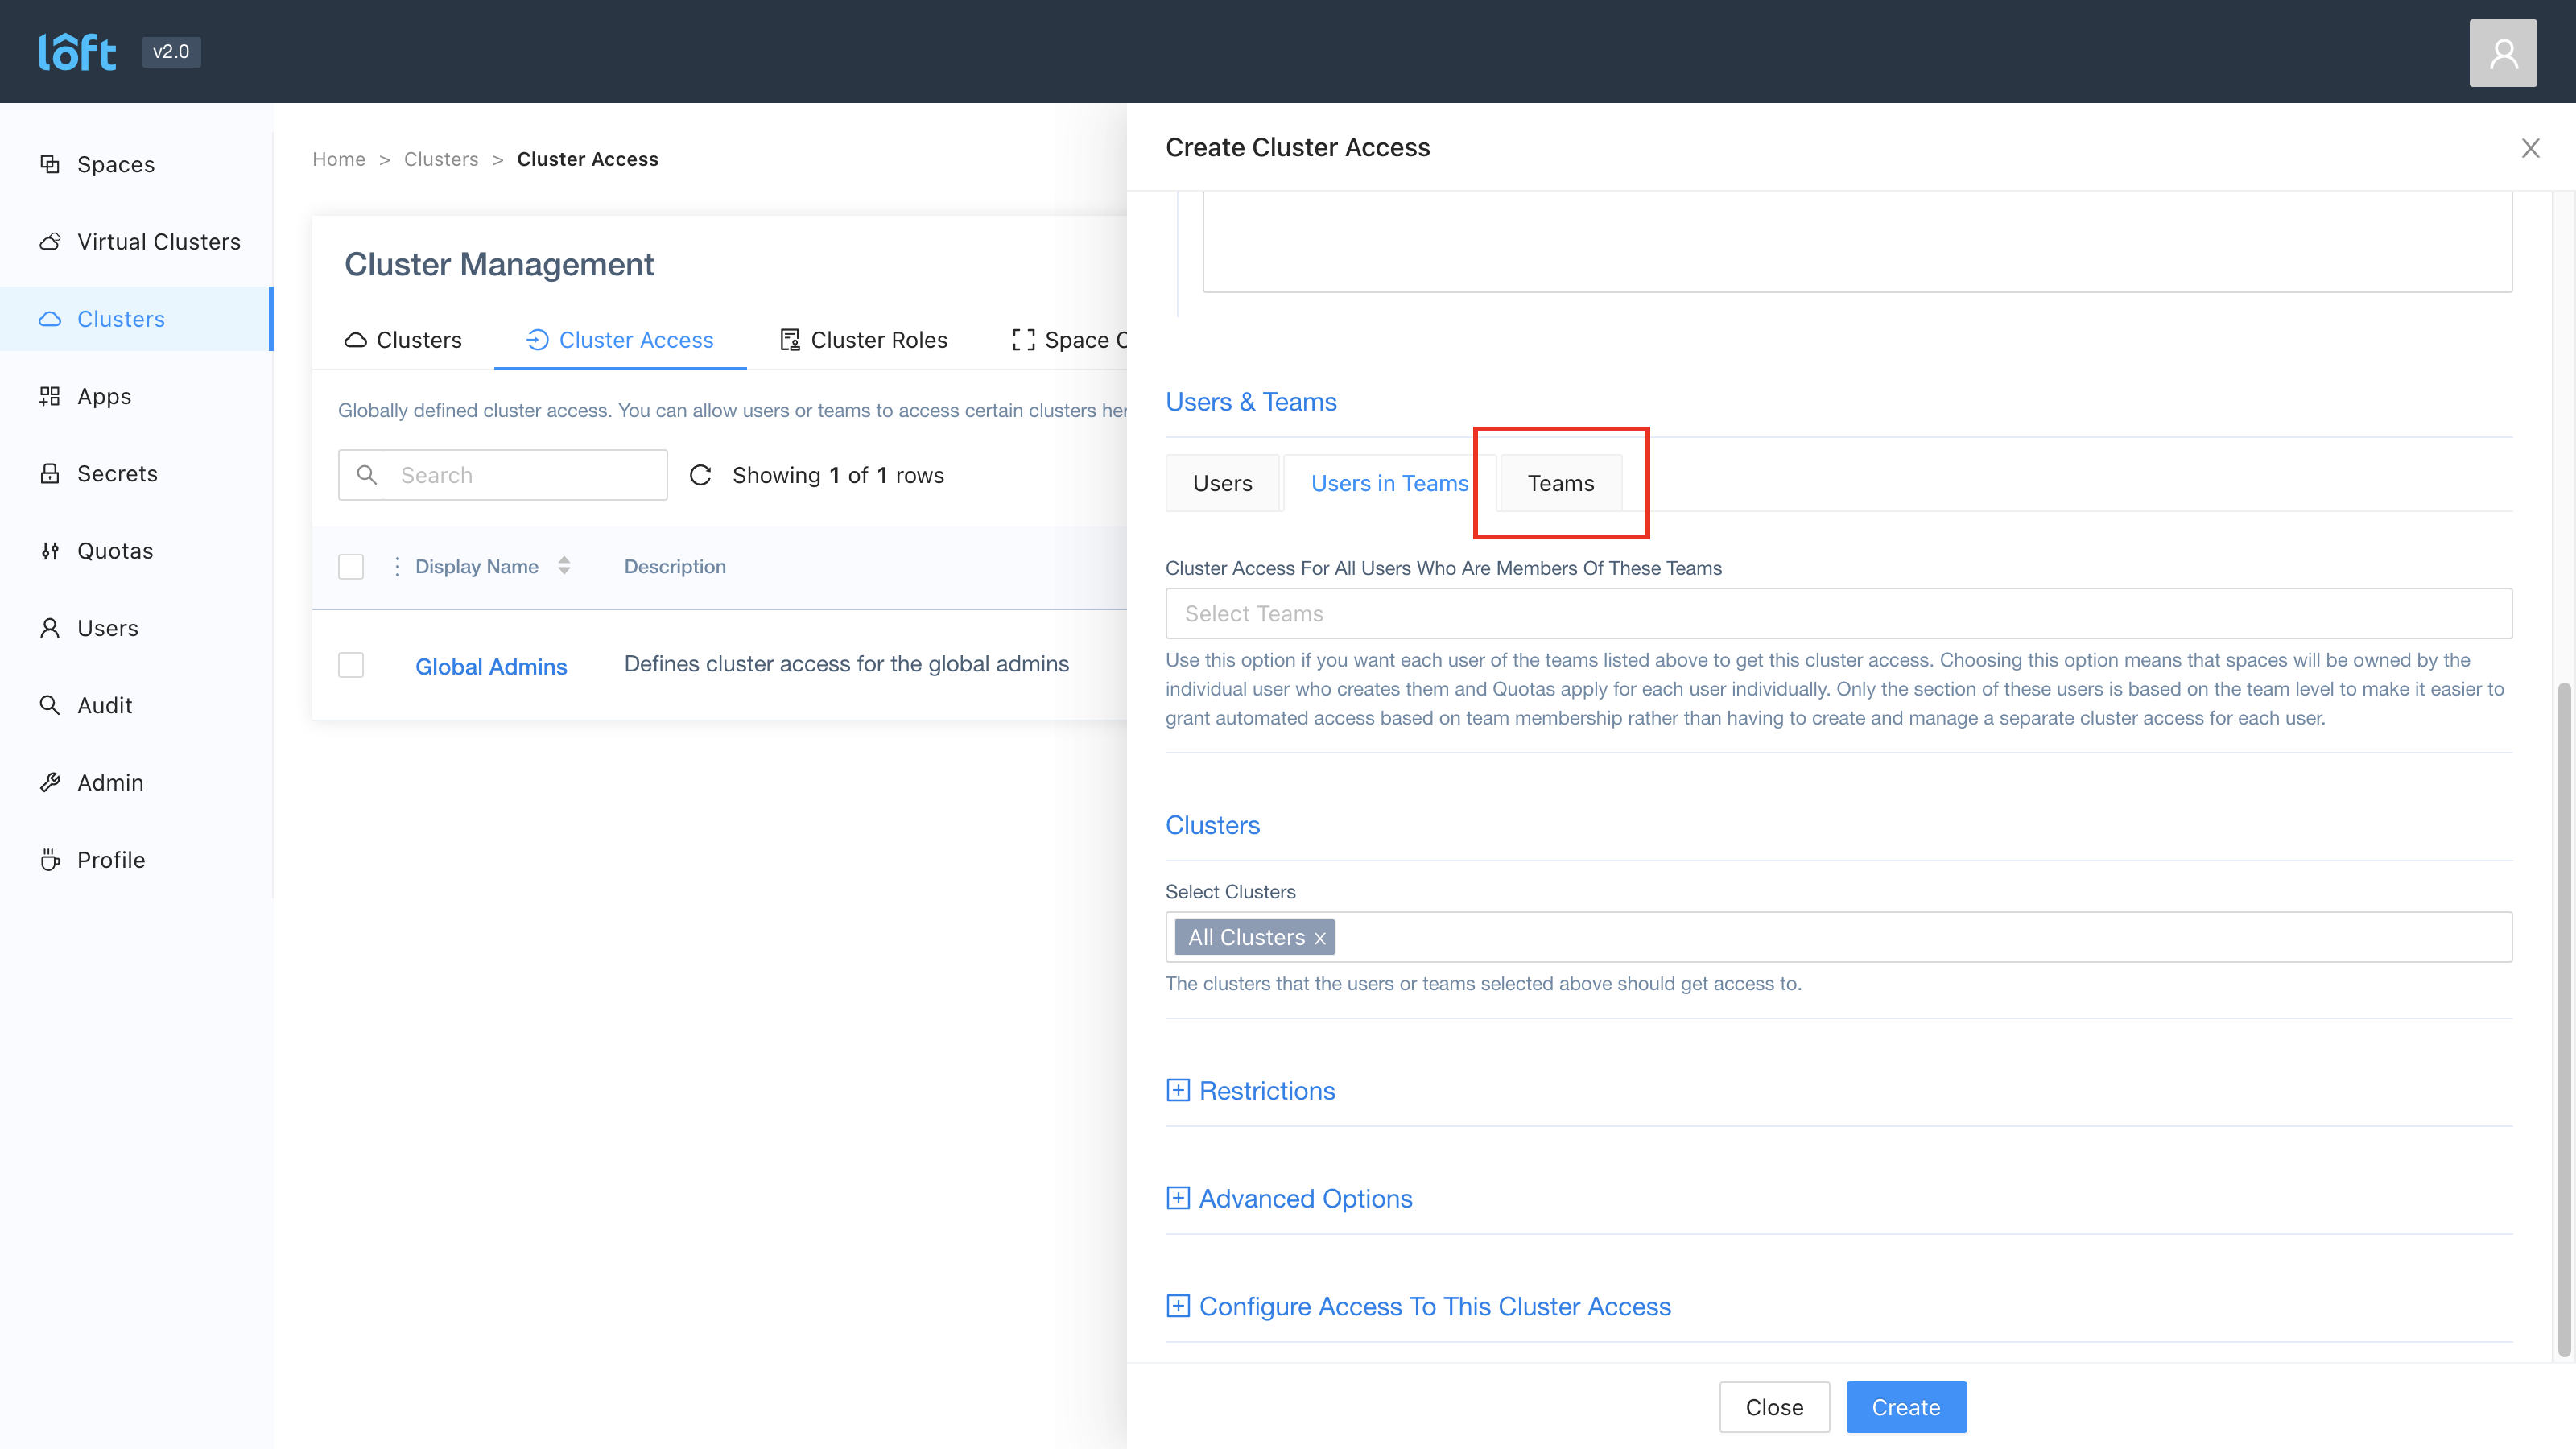 loft v2.0
Spaces
Virtual Clusters
Clusters
Apps
Secrets
Quotas
Users
Audit
Admin
Profile
Home > Clusters > Cluster Access
Cluster Management
Clusters Cluster Access Cluster Roles Space
Globally defined cluster access. You can allow users or teams to access certain clusters
Search Showing 1 of 1 rows
Display Name Description
Global Admins Defines cluster access for the global admins
Create Cluster Access
Users & Teams
Users Users in Teams Teams
Cluster Access For All Users Who Are Members Of These Teams
Select Teams
Use this option if you want each user of the teams listed above to get this cluster access. Choosing this option means that spaces will be owned by the
individual user who creates them and Quotas apply for each user individually. Only the section of these users is based on the team level to make it easier to
grant automated access based on team membership rather than having to create and manage a separate cluster access for each user.
Clusters
Select Clusters
All Clusters x
The clusters that the users or teams selected above should get access to.
Restrictions
Advanced Options
Configure Access To This Cluster Access
Close Create